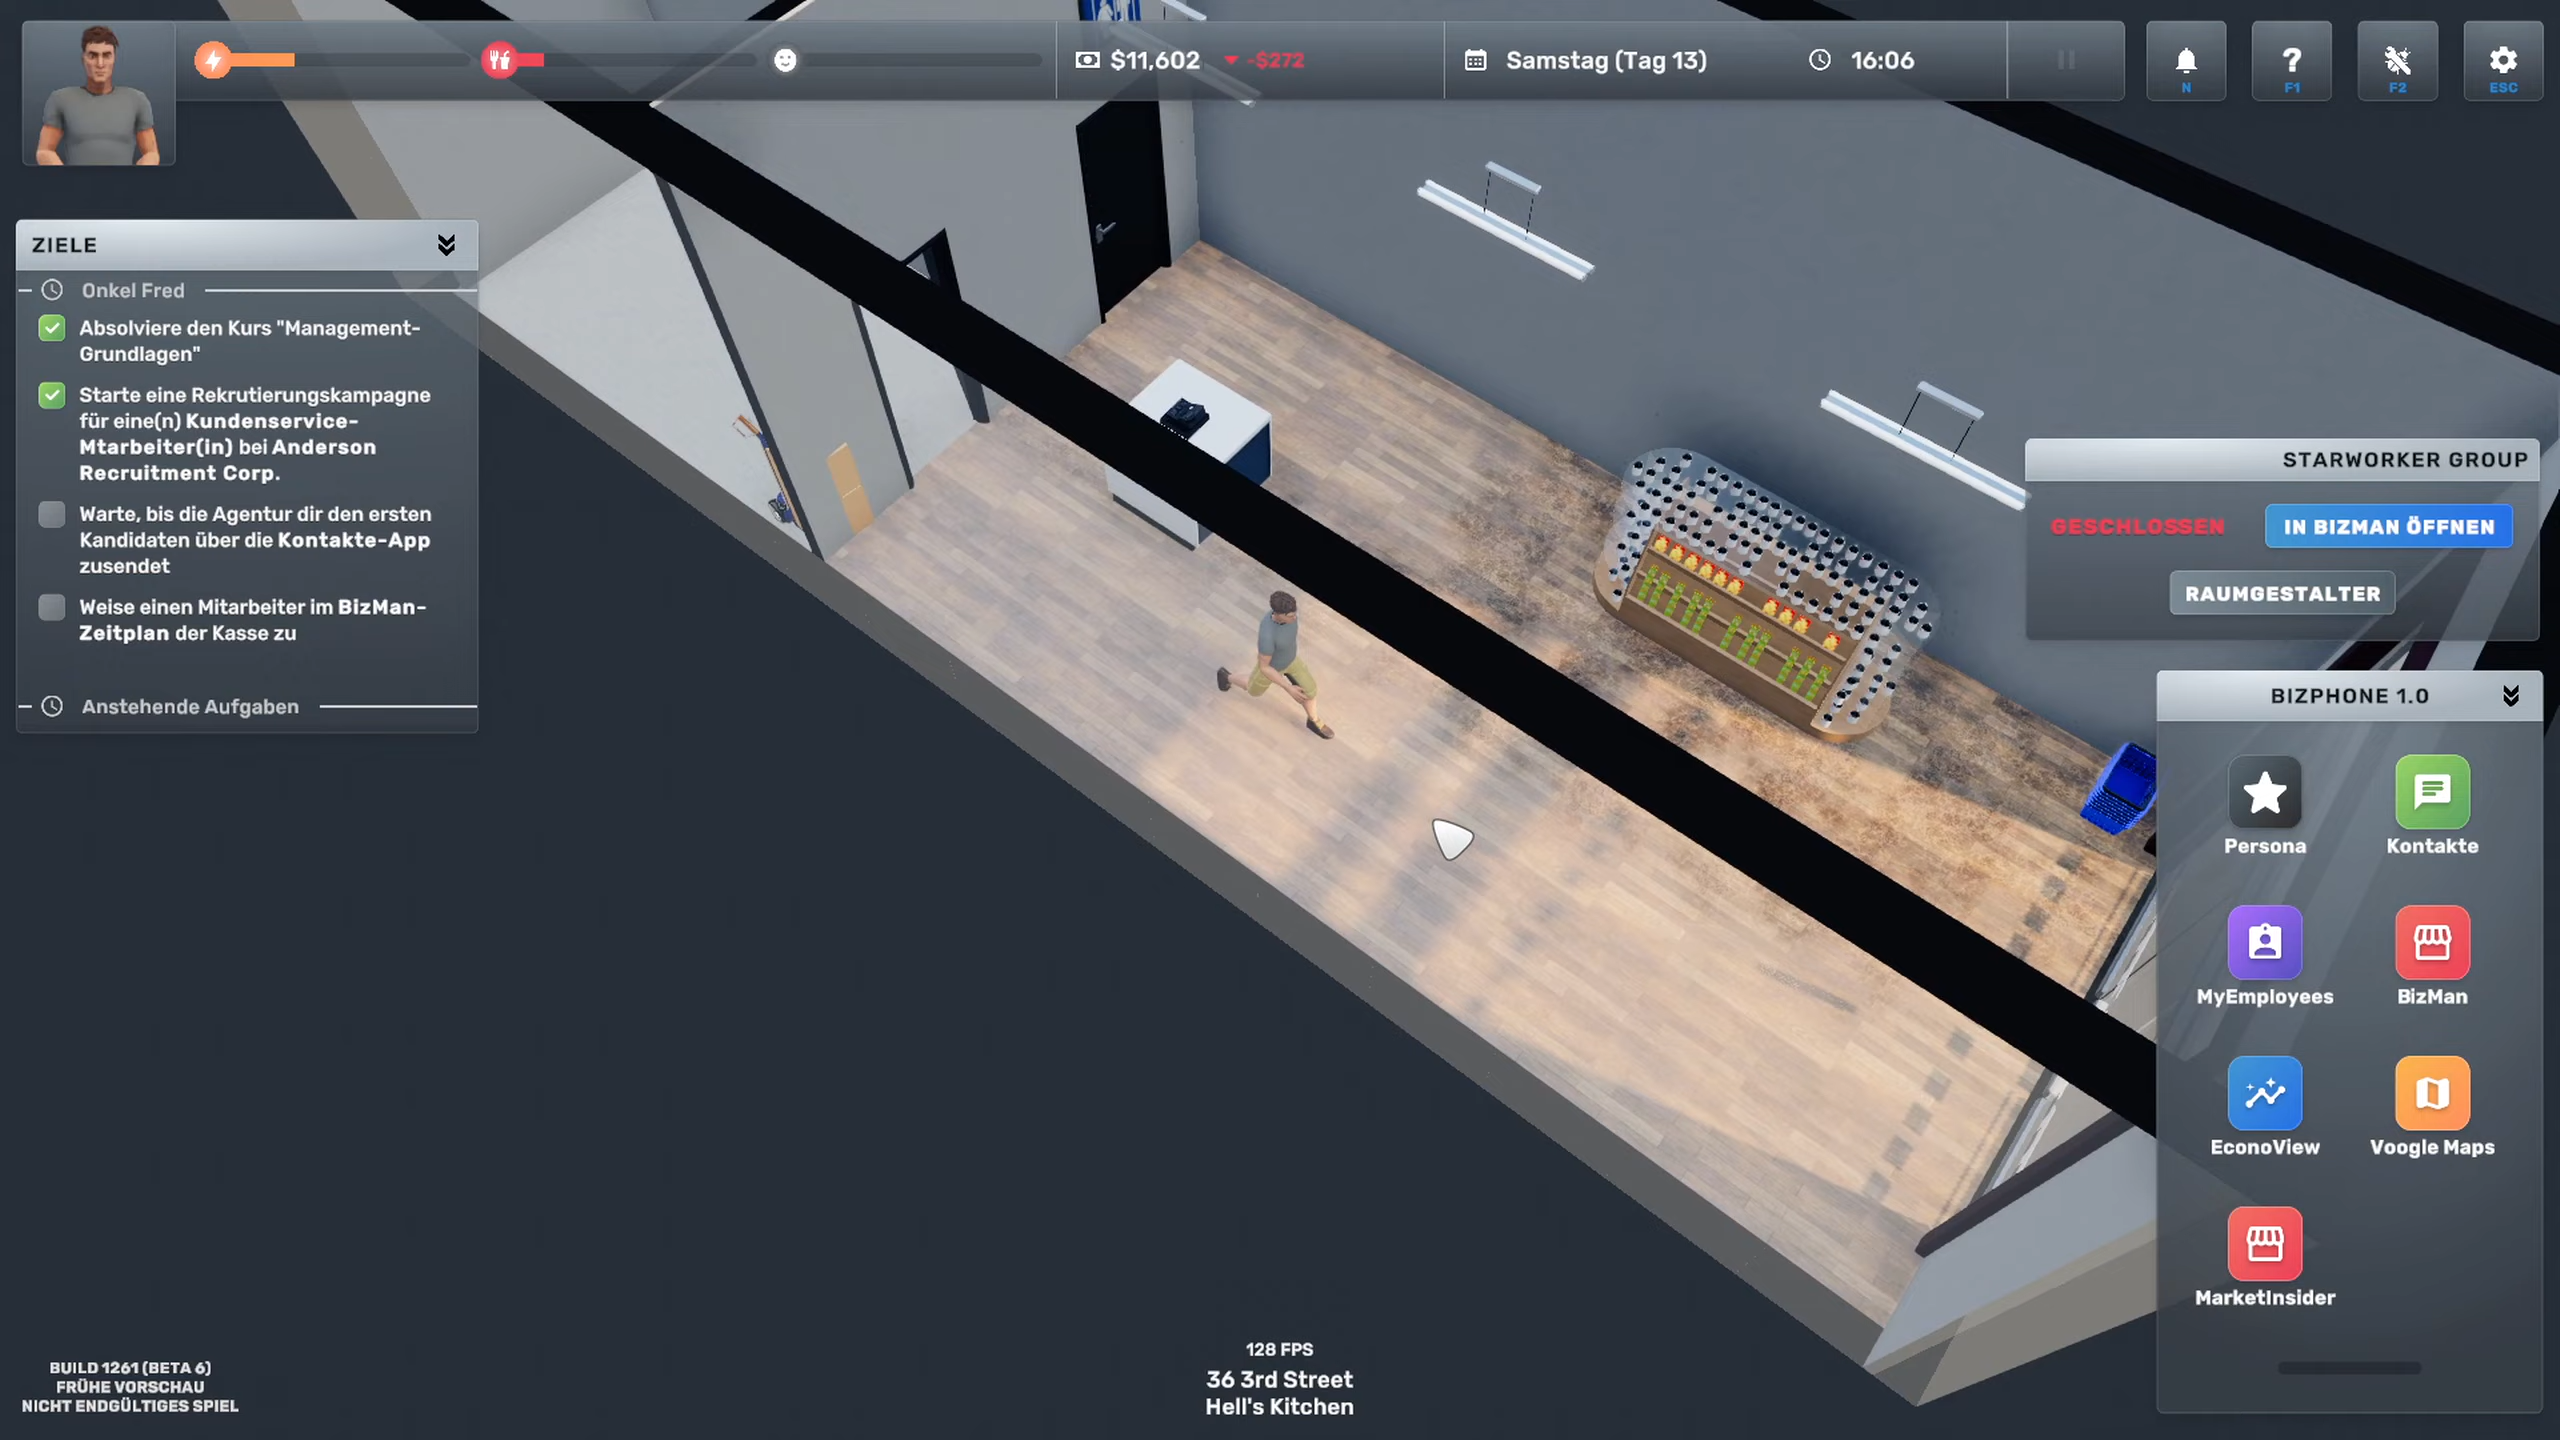 $11,602
-$272
Samstag (Tag 13)
16:06
N
F1
F2
ESC
ZIELE
Onkel Fred
Absolviere den Kurs "Management-
Grundlagen"
Starte eine Rekrutierungskampagne
für eine(n) Kundenservice-
Mtarbeiter(in) bei Anderson
Recruitment Corp.
Warte, bis die Agentur dir den ersten
Kandidaten über die Kontakte-App
zusendet
Weise einen Mitarbeiter im BizMan-
Zeitplan der Kasse zu
Anstehende Aufgaben
STARWORKER GROUP
GESCHLOSSEN
IN BIZMAN ÖFFNEN
RAUMGESTALTER
BIZPHONE 1.0
Persona
Kontakte
MyEmployees
BizMan
EconoView
Voogle Maps
MarketInsider
128 FPS
36 3rd Street
Hell's Kitchen
BUILD 1261 (BETA 6)
FRÜHE VORSCHAU
NICHT ENDGÜLTIGES SPIEL